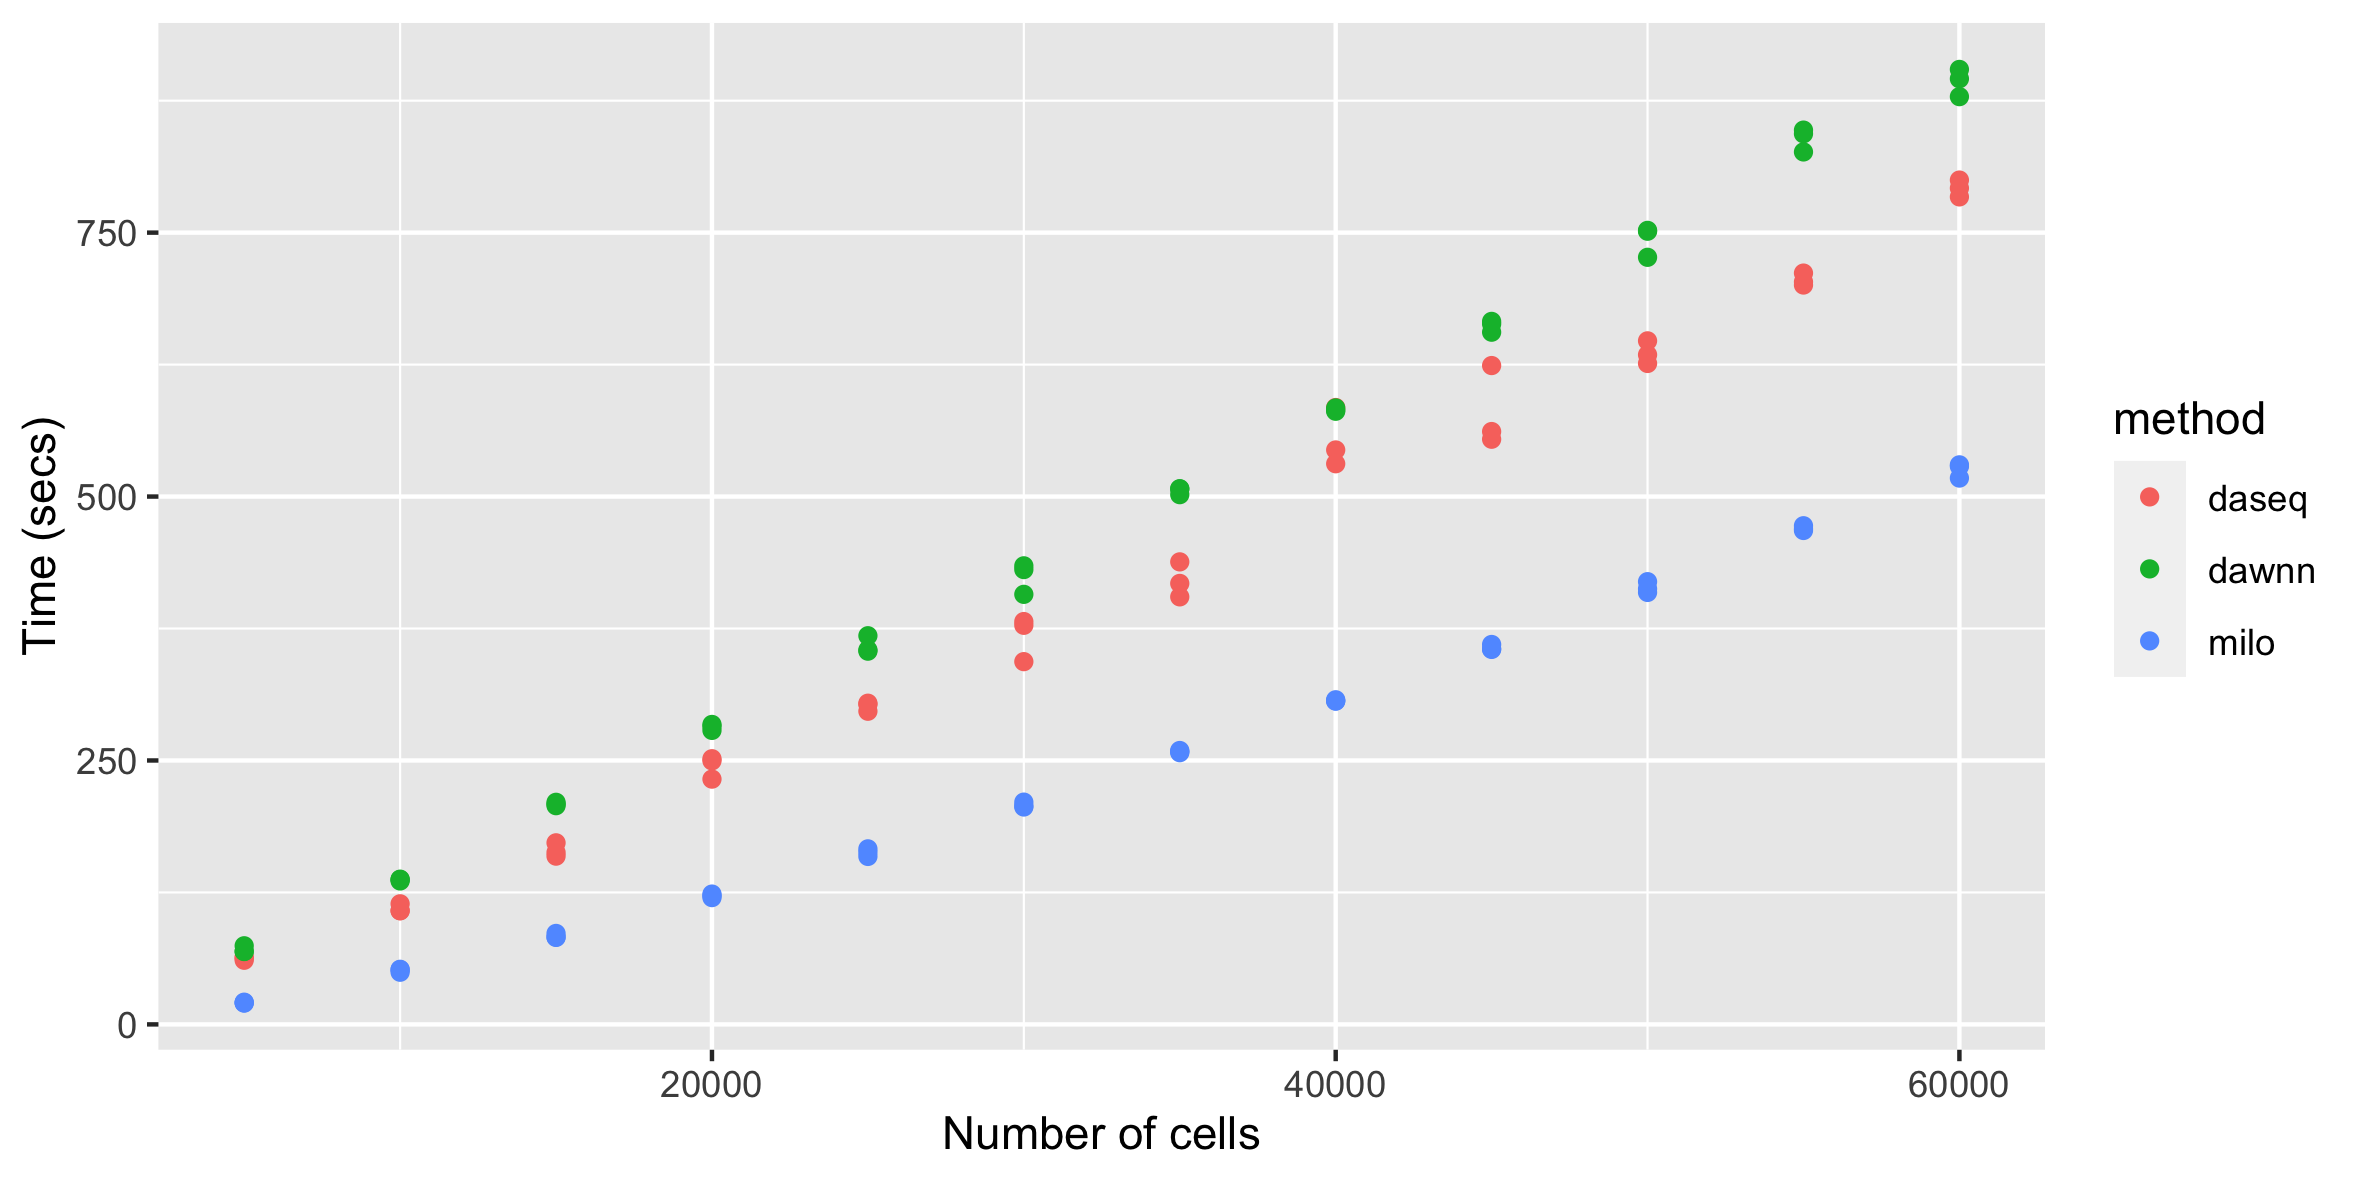 Time (secs)
750
500
250
0
20000
40000
60000
Number of cells
method
daseq
dawnn
milo